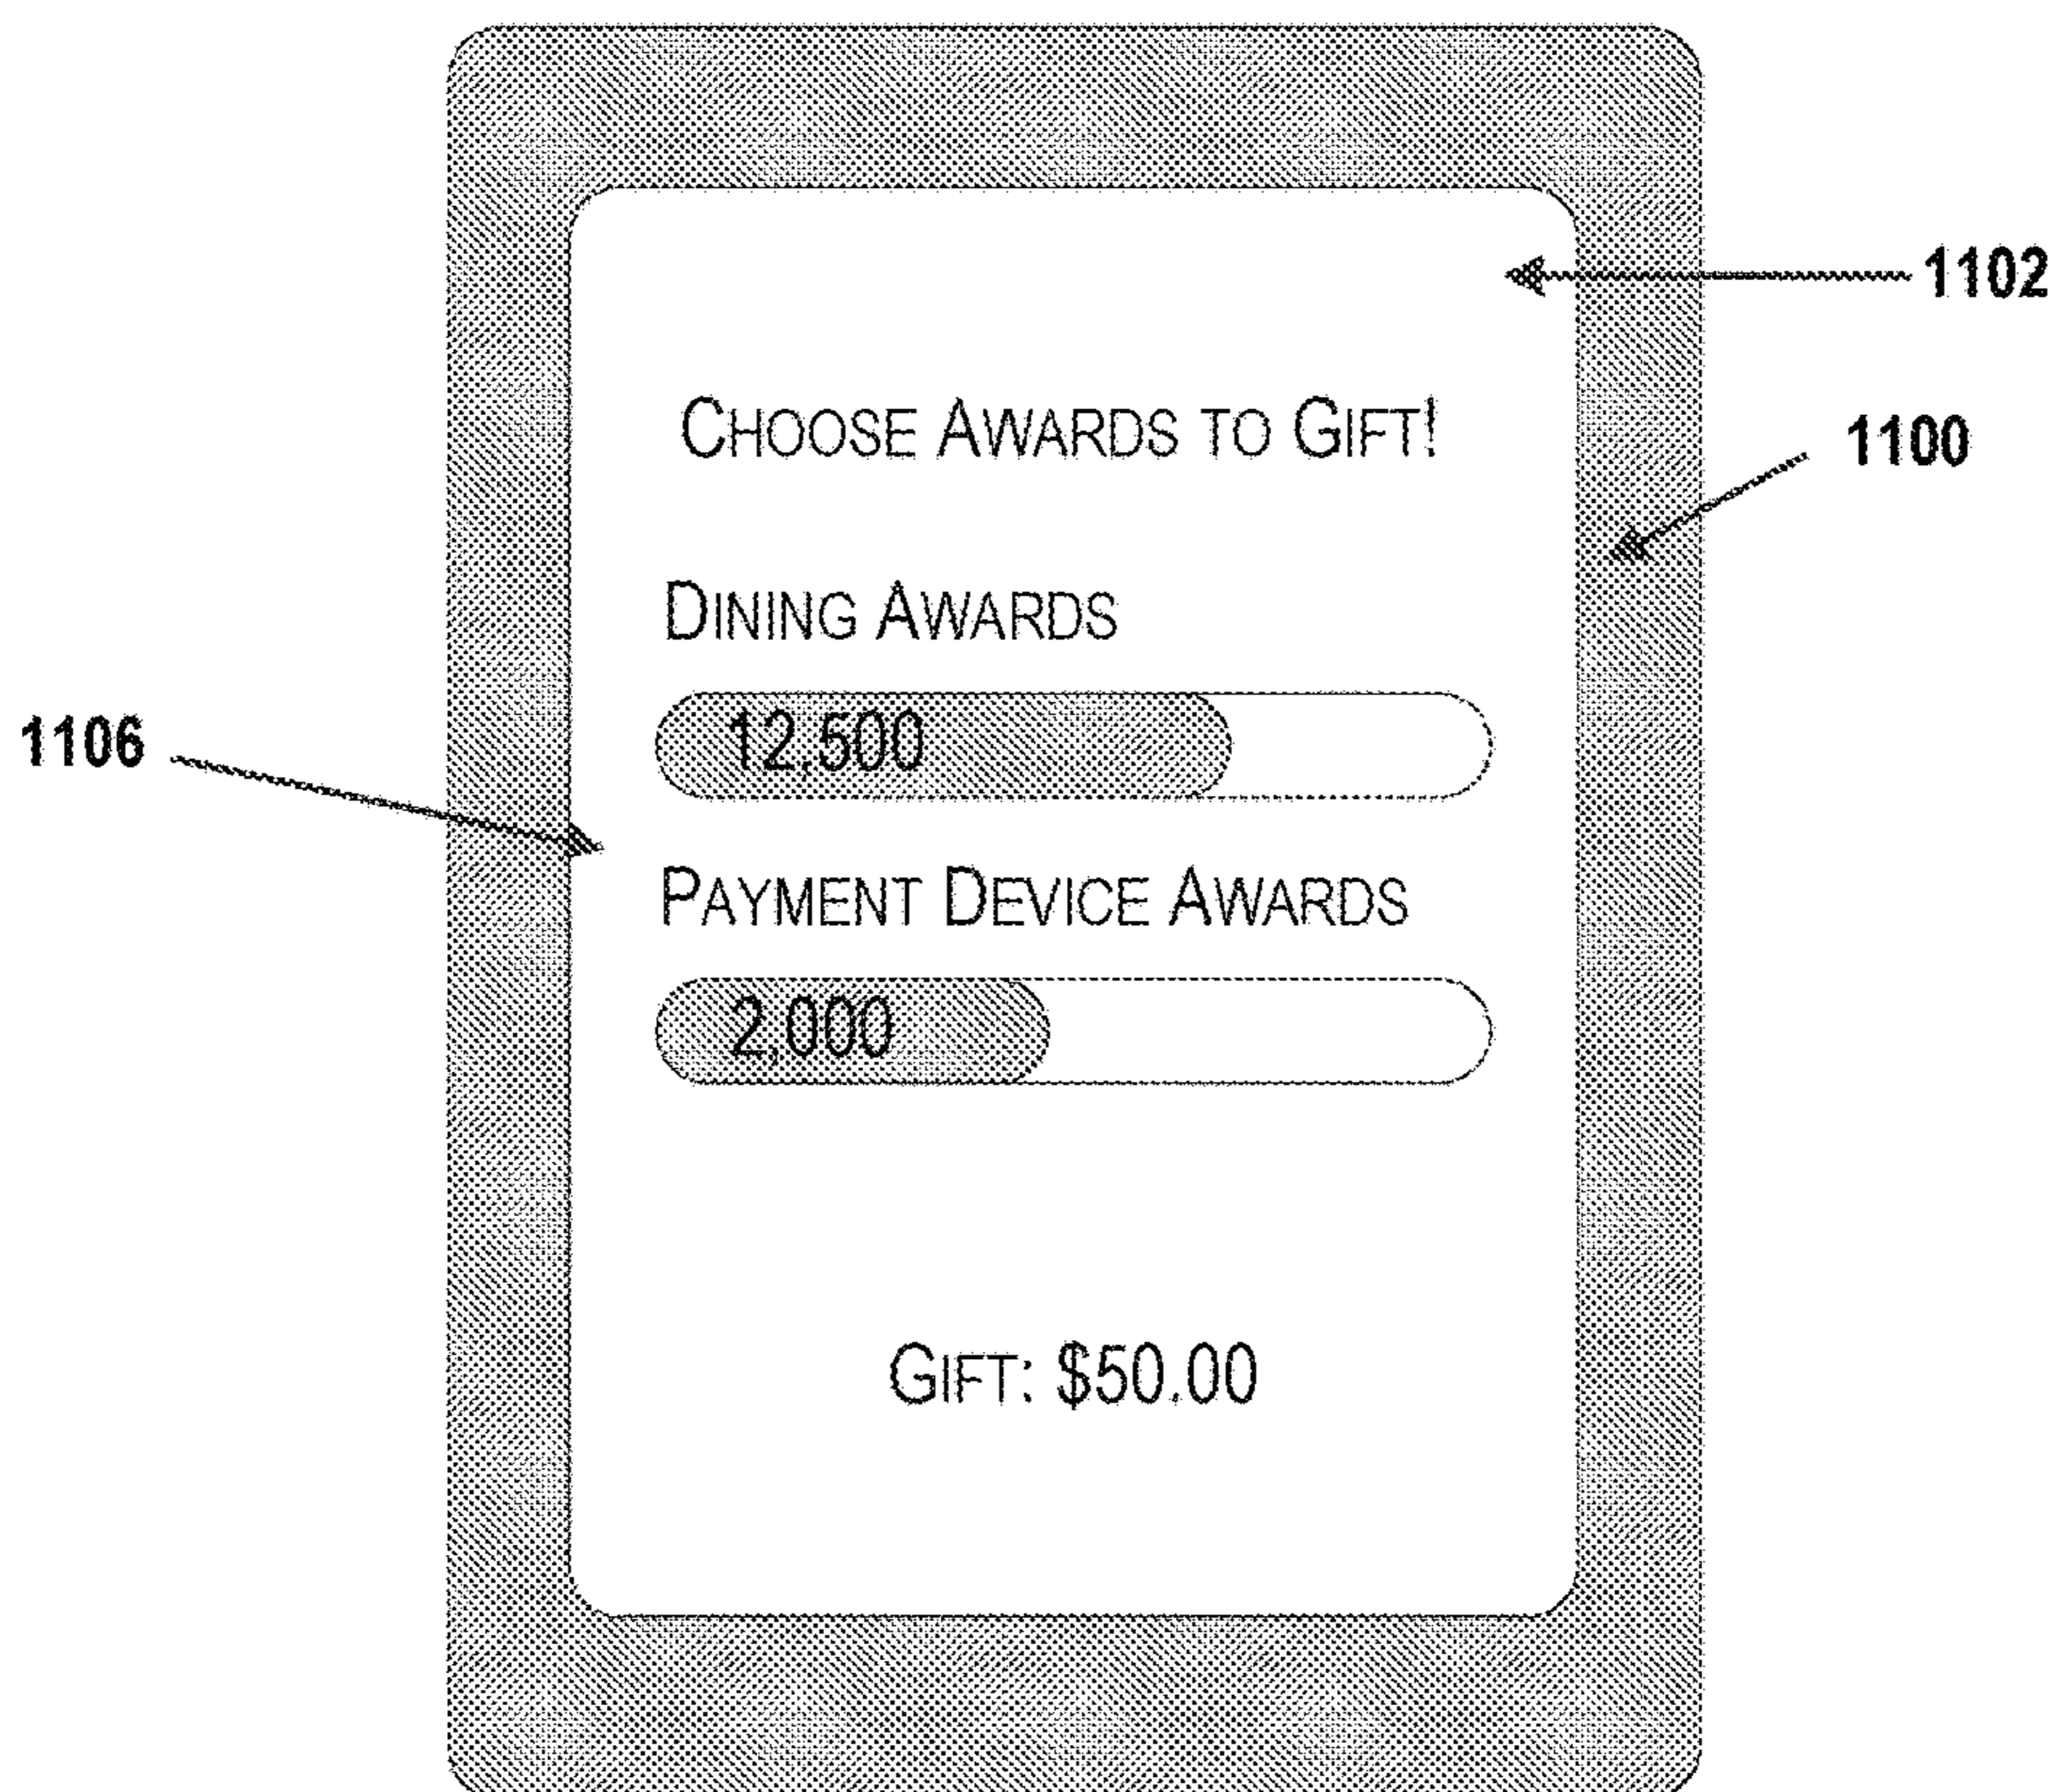 1102
CHOOSE AWARDS TO GIFT!
1100
DINING AWARDS
12,500
1106
PAYMENT DEVICE AWARDS
2,000
GIFT: $50.00